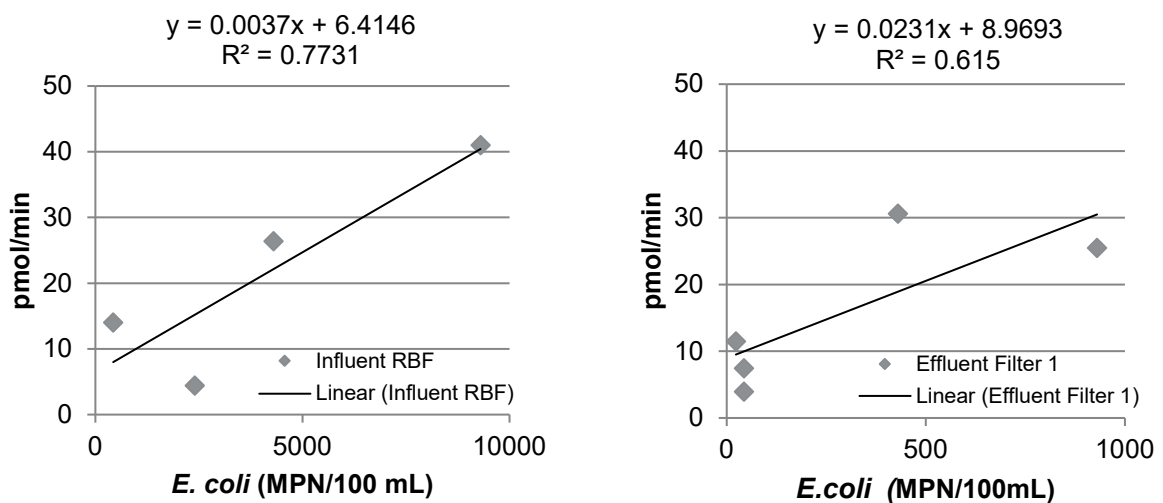 y = 0.0037x + 6.4146
R² = 0.7731
50
40
30
20
10
0
pmol/min
Influent RBF
Linear (Influent RBF)
0
5000
10000
E. coli (MPN/100 mL)
y = 0.0231x + 8.9693
R² = 0.615
50
40
30
20
10
0
pmol/min
Effluent Filter 1
Linear (Effluent Filter 1)
0
500
1000
E.coli (MPN/100mL)